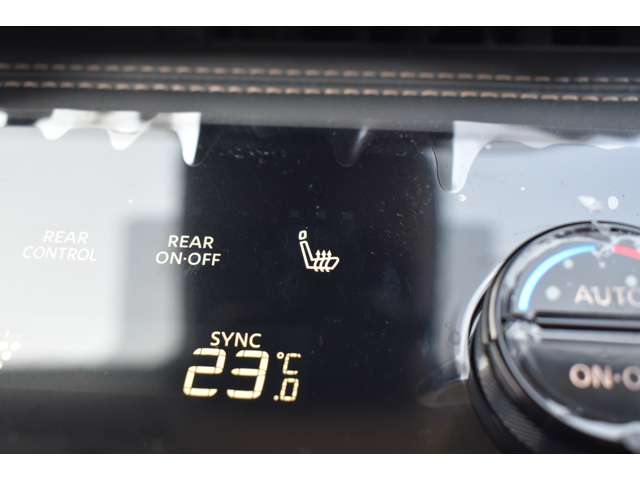 REAR
CONTROL
REAR
ON·OFF
SYNC
23.0°C
AUTO